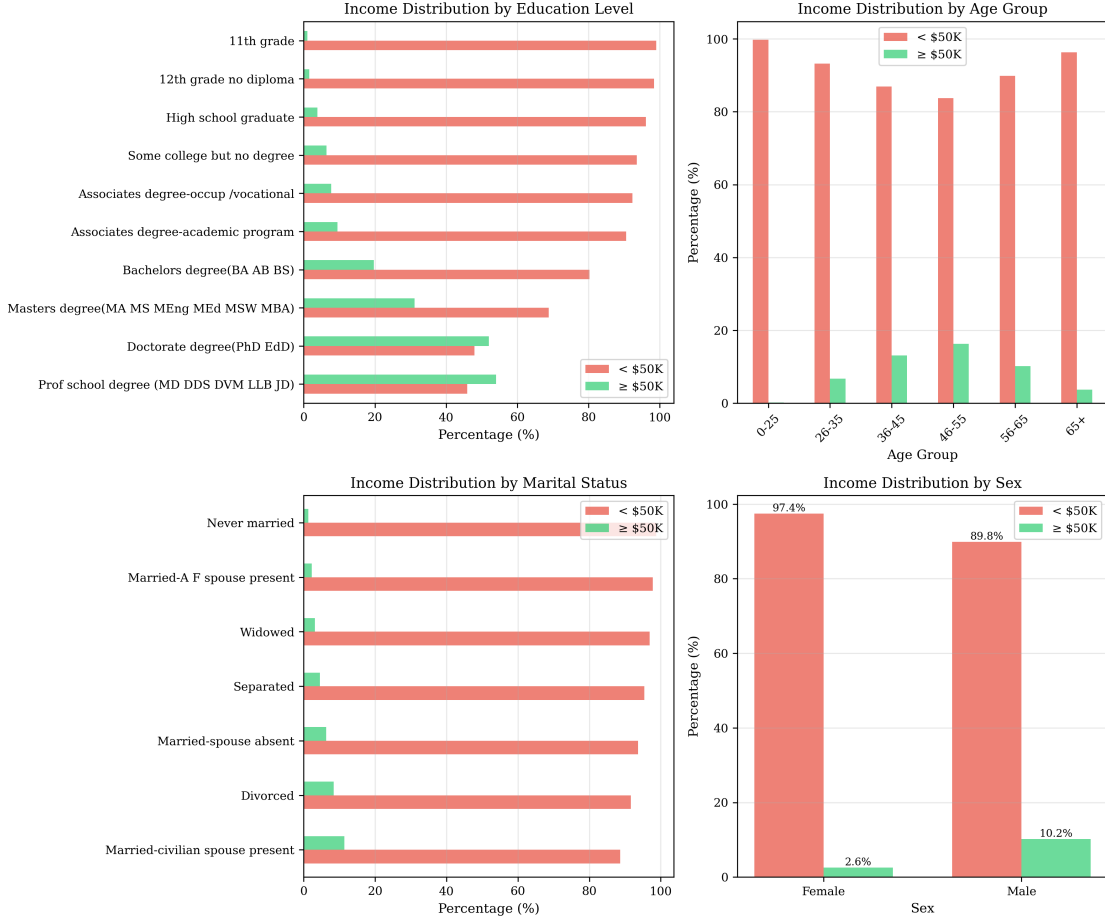 Income Distribution by Education Level
11th grade
12th grade no diploma
High school graduate
Some college but no degree
Associates degree-occup /vocational
Associates degree-academic program
Bachelors degree(BA AB BS)
Masters degree(MA MS MEng MEd MSW MBA)
Doctorate degree(PhD EdD)
Prof school degree (MD DDS DVM LLB JD)
< $50K
≥ $50K
0 20 40 60 80 100
Percentage (%)
Income Distribution by Age Group
< $50K
≥ $50K
100
80
60
40
20
0
Percentage (%)
0-25 26-35 36-45 46-55 56-65 65+
Age Group
Income Distribution by Marital Status
< $50K
≥ $50K
Never married
Married-A F spouse present
Widowed
Separated
Married-spouse absent
Divorced
Married-civilian spouse present
0 20 40 60 80 100
Percentage (%)
Income Distribution by Sex
< $50K
≥ $50K
100
80
60
40
20
0
Percentage (%)
97.4%
89.8%
2.6%
10.2%
Female Male
Sex